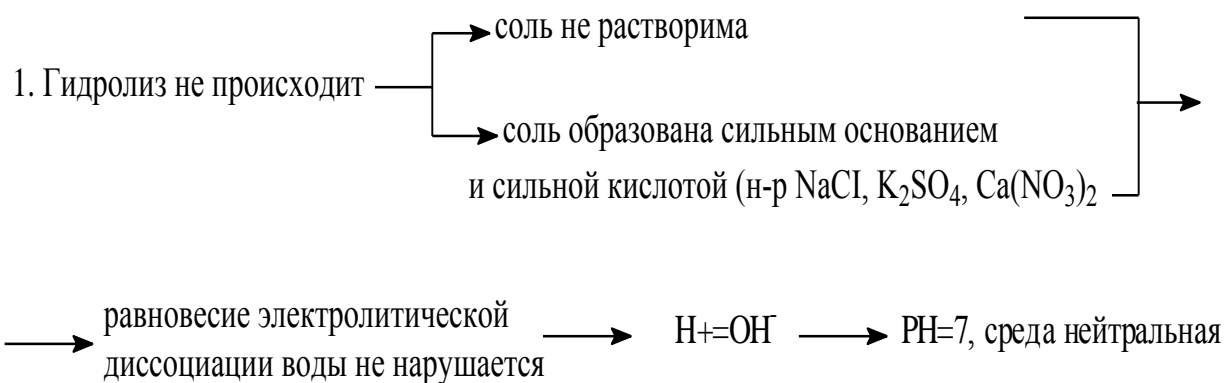 соль не растворима
1. Гидролиз не происходит
соль образована сильным основанием
и сильной кислотой (н-р NaCI, K₂SO₄, Ca(NO₃)₂
равновесие электролитической
диссоциации воды не нарушается
H+=OH⁻
PH=7, среда нейтральная